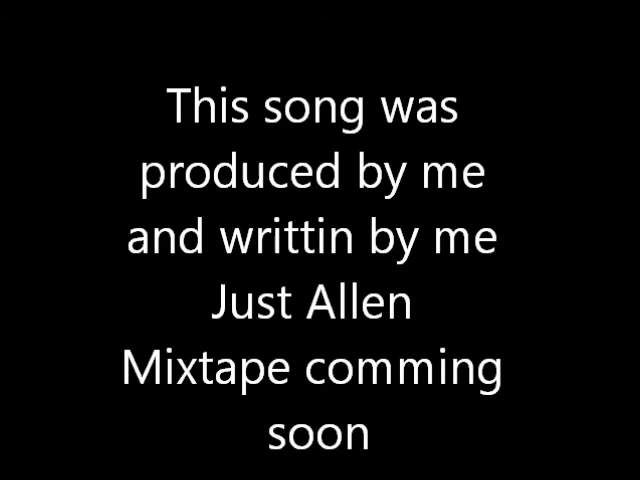 This song was
produced by me
and writtin by me
Just Allen
Mixtape comming
soon